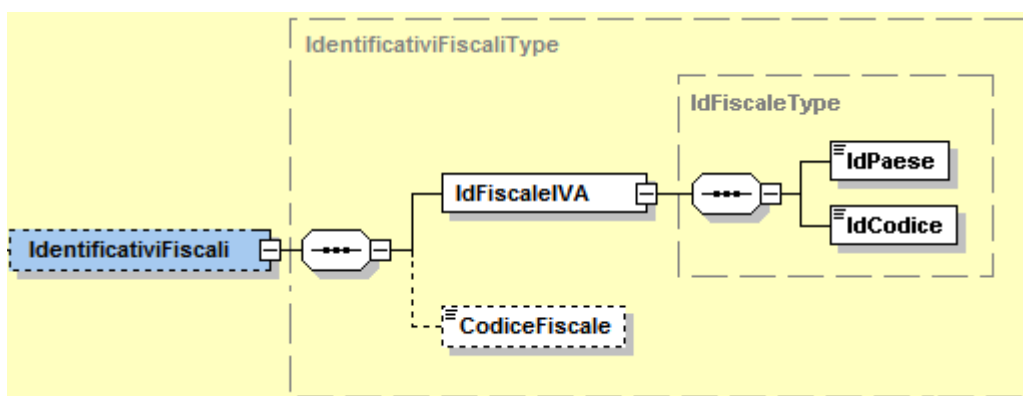 IdentificativiFiscaliType
IdFiscaleType
IdPaese
IdFiscaleIVA
IdCodice
IdentificativiFiscali
CodiceFiscale